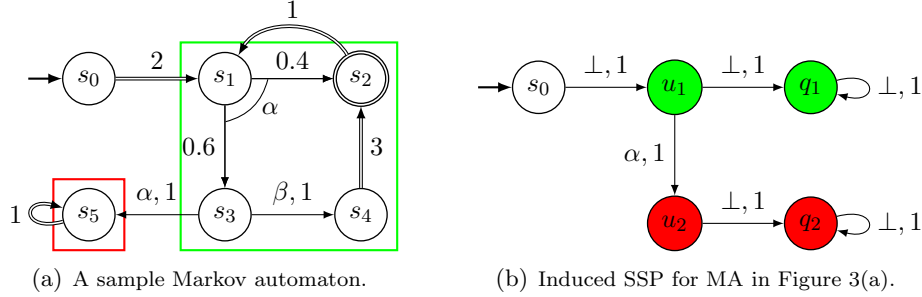 1
2
0.4
s0
s1
s2
α
0.6
3
α, 1
β, 1
1
s5
s3
s4
(a) A sample Markov automaton.
⊥, 1
⊥, 1
s0
u1
q1
⊥, 1
α, 1
⊥, 1
u2
q2
⊥, 1
(b) Induced SSP for MA in Figure 3(a).